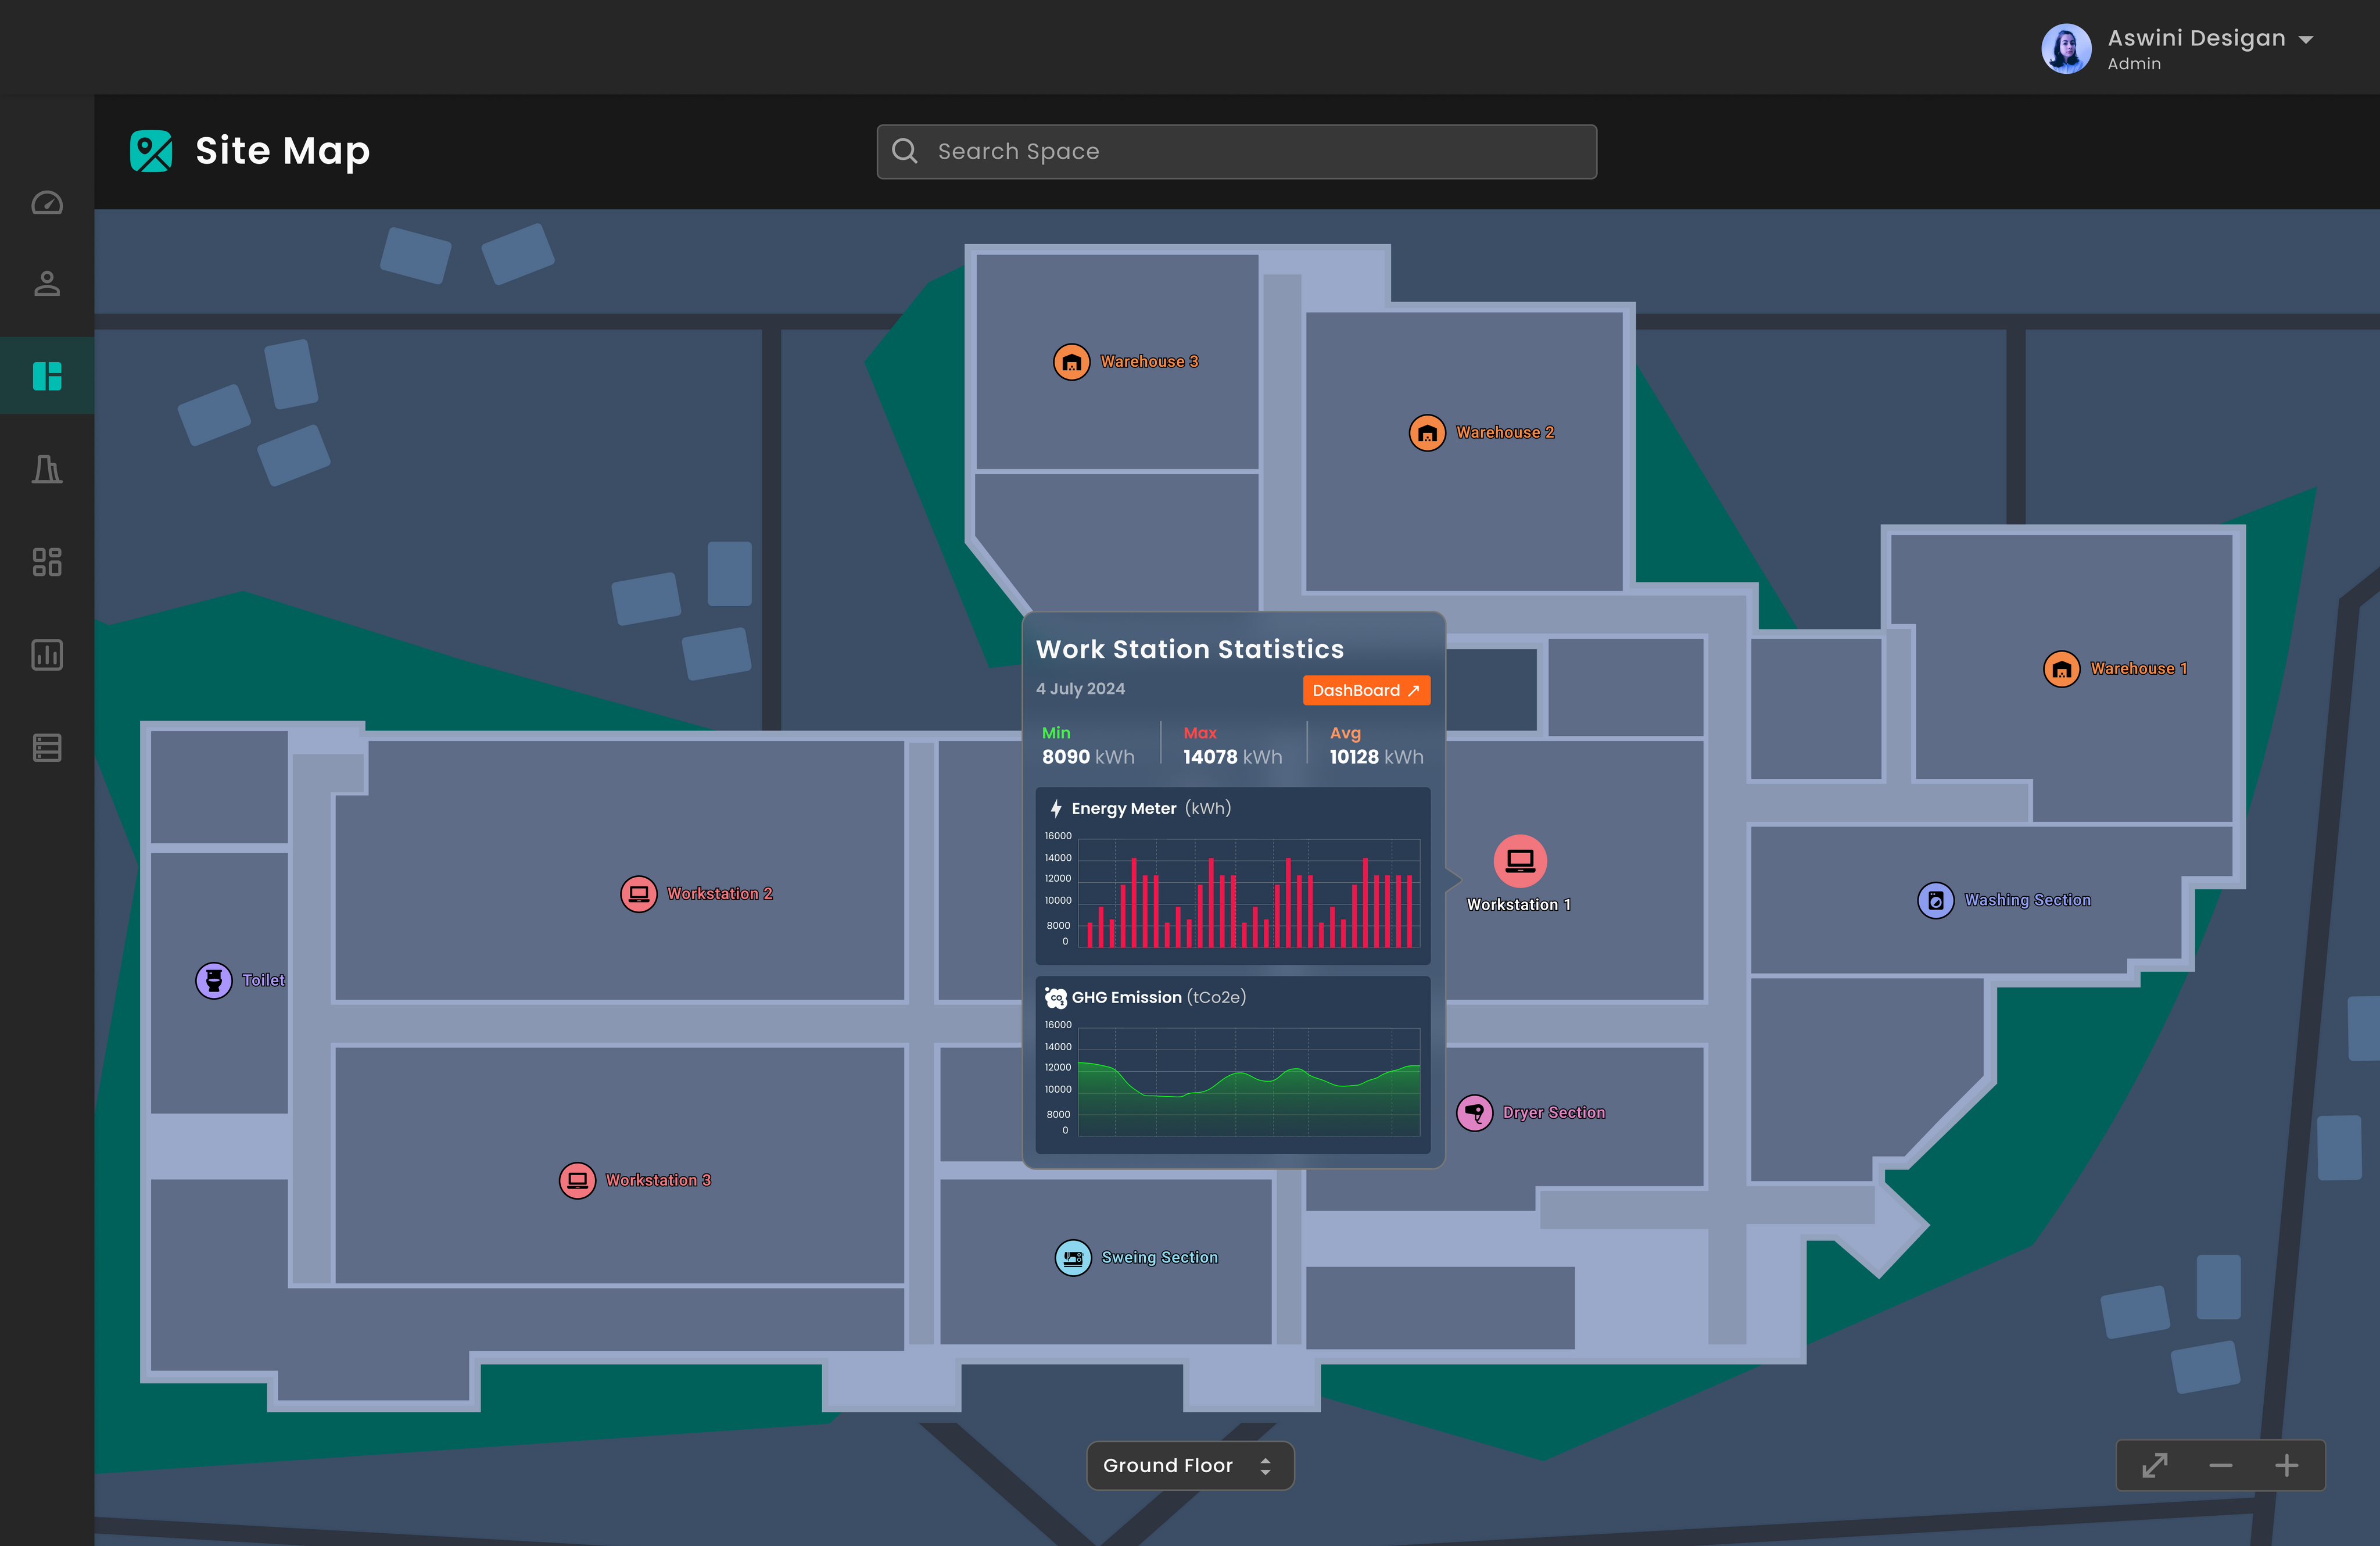 Aswini Desigan
Admin
Site Map
Search Space
Warehouse 3
Warehouse 2
Warehouse 1
Work Station Statistics
4 July 2024
DashBoard ↗
Min
8090 kWh
Max
14078 kWh
Avg
10128 kWh
Energy Meter (kWh)
16000
14000
12000
10000
8000
0
CO2
GHG Emission (tCo2e)
16000
14000
12000
10000
8000
0
Workstation 1
Workstation 2
Washing Section
Toilet
Dryer Section
Workstation 3
Sweing Section
Ground Floor